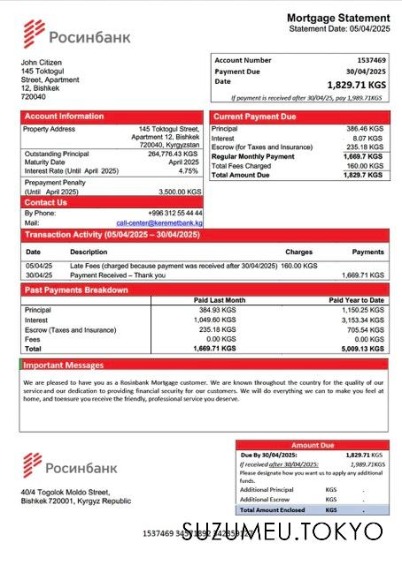 Mortgage Statement
Statement Date: 05/04/2025
Росинбанк
John Citizen
145 Toktogul
Street, Apartment
12, Bishkek
720040
Account Number 1537469
Payment Due Date 30/04/2025
1,829.71 KGS
If payment is received after 30/04/25, pay 1,989.71KGS
Account Information
Property Address 145 Toktogul Street,
Apartment 12, Bishkek
720040, Kyrgyzstan
Outstanding Principal 264,776.43 KGS
Maturity Date April 2025
Interest Rate (Until April 2025) 4.75%
Prepayment Penalty
(Until April 2025) 3,500.00 KGS
Contact Us
By Phone: +996 312 55 44 44
Mail: call-center@keremetbank.kg
Current Payment Due
Principal 386.46 KGS
Interest 8.07 KGS
Escrow (for Taxes and Insurance) 235.18 KGS
Regular Monthly Payment 1,669.7 KGS
Total Fees Charged 160.00 KGS
Total Amount Due 1,829.7 KGS
Transaction Activity (05/04/2025 – 30/04/2025)
Date Description Charges Payments
05/04/25 Late Fees (charged because payment was received after 30/04/2025) 160.00 KGS
30/04/25 Payment Received – Thank you 1,669.71 KGS
Past Payments Breakdown
Paid Last Month Paid Year to Date
Principal 384.93 KGS 1,150.25 KGS
Interest 1,049.60 KGS 3,153.34 KGS
Escrow (Taxes and Insurance) 235.18 KGS 705.54 KGS
Fees 0.00 KGS 0.00 KGS
Total 1,669.71 KGS 5,009.13 KGS
Important Messages
We are pleased to have you as a Rosinbank Mortgage customer. We are known throughout the country for the quality of our
service and our dedication to providing financial security for our customers. We will do everything we can to make you feel at
home, and to ensure you receive the friendly, professional service you deserve.
Росинбанк
40/4 Togolok Moldo Street,
Bishkek 720001, Kyrgyz Republic
Amount Due
Due By 30/04/2025: 1,829.71 KGS
If received after 30/04/2025: 1,989.71KGS
Please designate how you want us to apply any additional
funds.
Additional Principal KGS .
Additional Escrow KGS .
Total Amount Enclosed KGS .
1537469
SUZUMEU.TOKYO